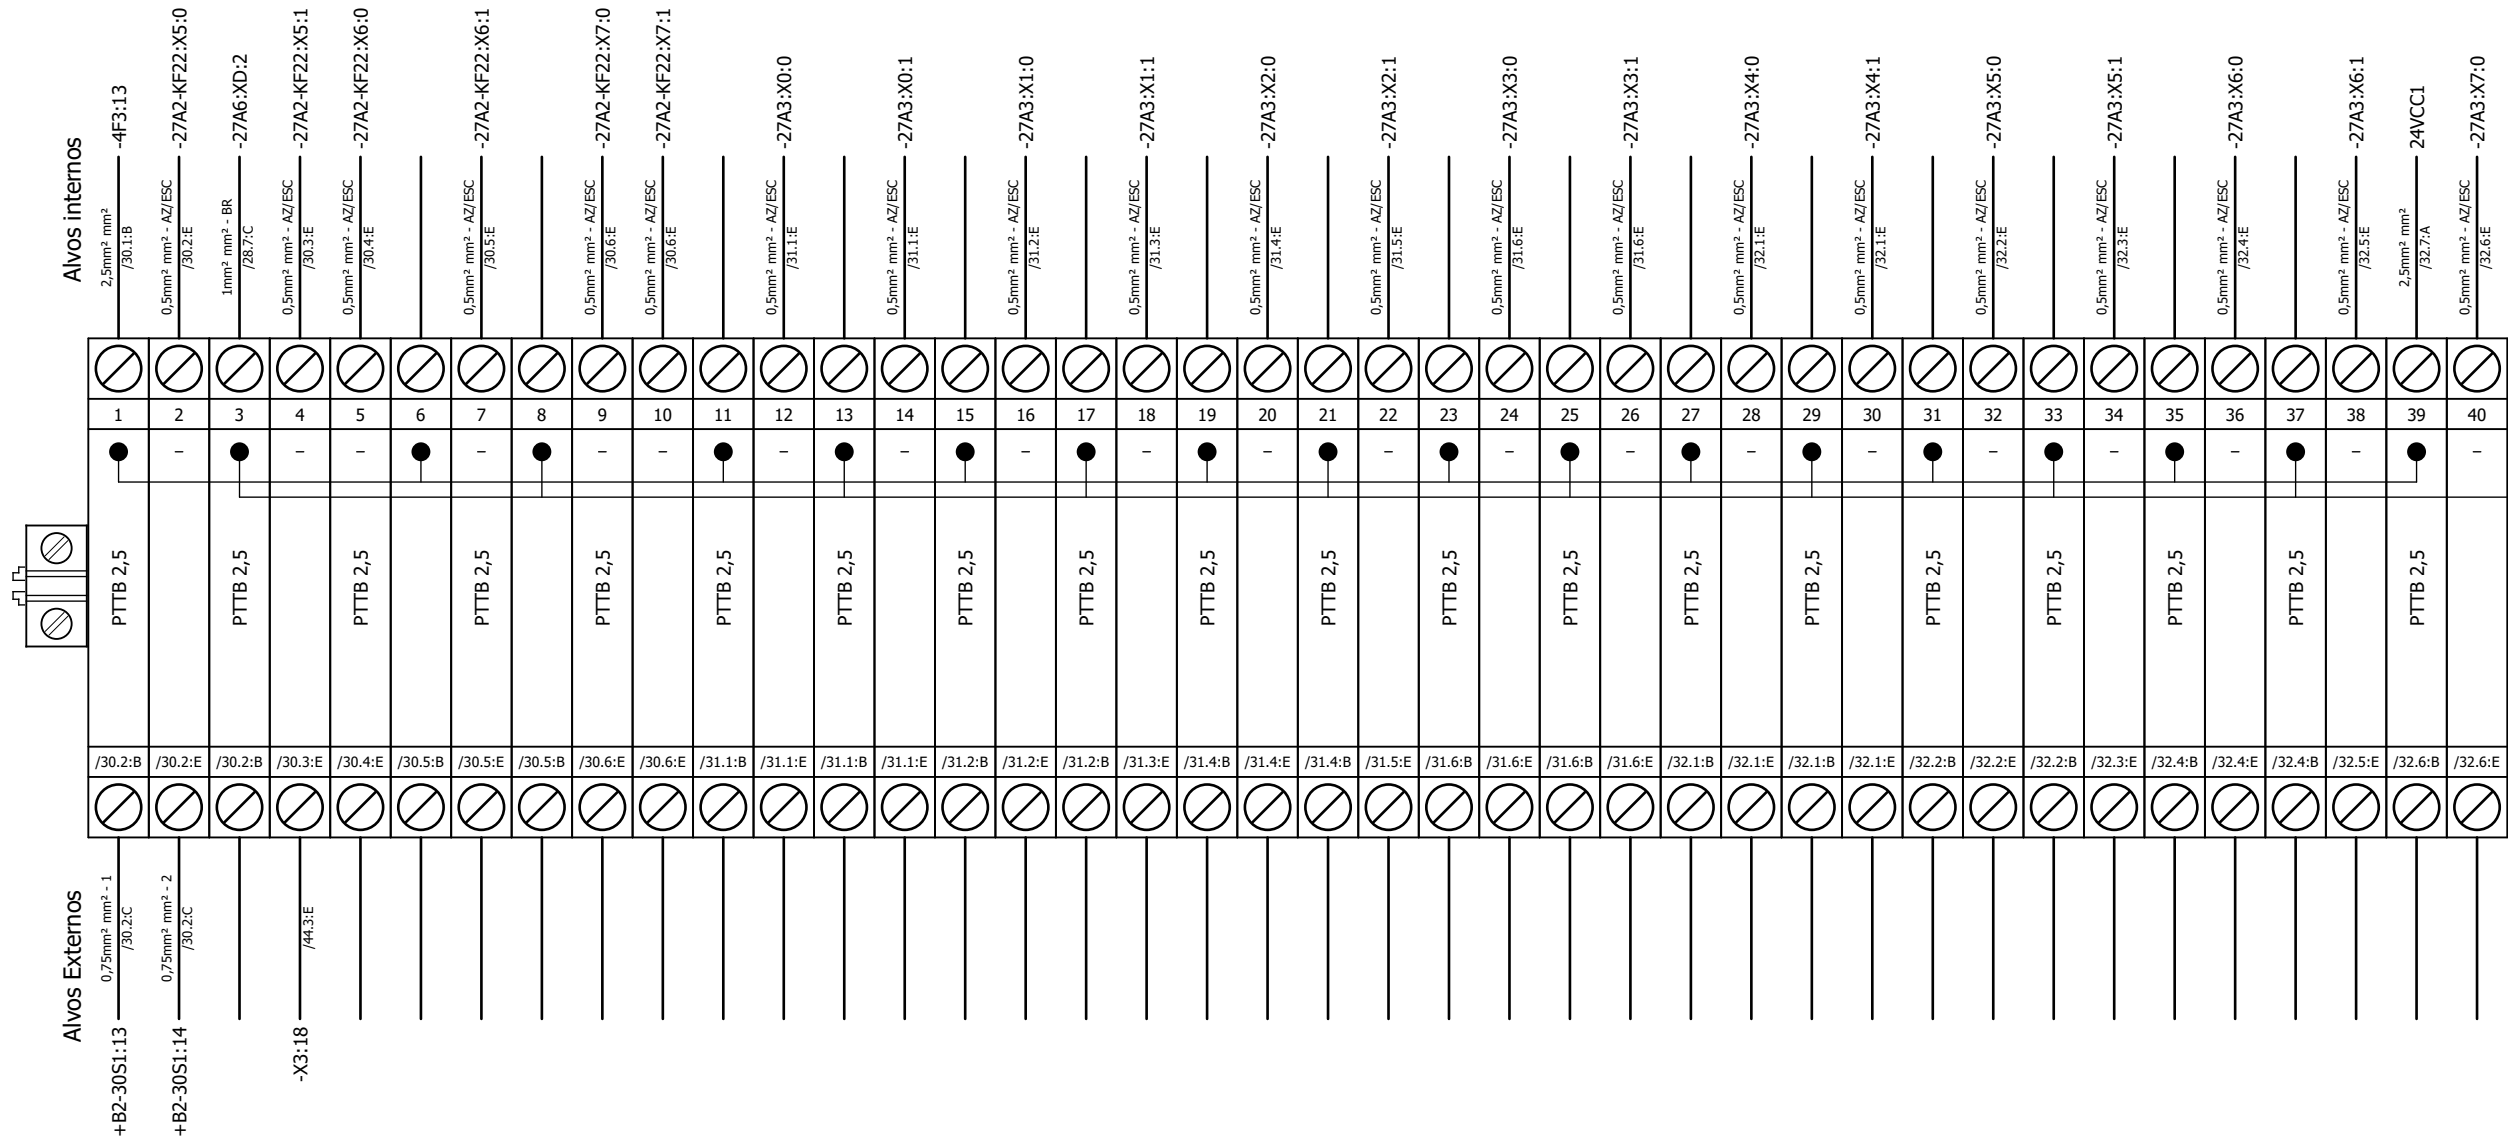 Alvos internos
-4F3:13
-27A2-KF22:X5:0
-27A6:XD:2
-27A2-KF22:X5:1
-27A2-KF22:X6:0
-27A2-KF22:X6:1
-27A2-KF22:X7:0
-27A2-KF22:X7:1
-27A3:X0:0
-27A3:X0:1
-27A3:X1:0
-27A3:X1:1
-27A3:X2:0
-27A3:X2:1
-27A3:X3:0
-27A3:X3:1
-27A3:X4:0
-27A3:X4:1
-27A3:X5:0
-27A3:X5:1
-27A3:X6:0
-27A3:X6:1
24VCC1
-27A3:X7:0
2,5mm² mm²
/30.1:B
0,5mm² mm² - AZ/ESC
/30.2:E
1mm² mm² - BR
/28.7:C
0,5mm² mm² - AZ/ESC
/30.3:E
0,5mm² mm² - AZ/ESC
/30.4:E
0,5mm² mm² - AZ/ESC
/30.5:E
0,5mm² mm² - AZ/ESC
/30.6:E
0,5mm² mm² - AZ/ESC
/30.6:E
0,5mm² mm² - AZ/ESC
/31.1:E
0,5mm² mm² - AZ/ESC
/31.1:E
0,5mm² mm² - AZ/ESC
/31.2:E
0,5mm² mm² - AZ/ESC
/31.3:E
0,5mm² mm² - AZ/ESC
/31.4:E
0,5mm² mm² - AZ/ESC
/31.5:E
0,5mm² mm² - AZ/ESC
/31.6:E
0,5mm² mm² - AZ/ESC
/31.6:E
0,5mm² mm² - AZ/ESC
/32.1:E
0,5mm² mm² - AZ/ESC
/32.1:E
0,5mm² mm² - AZ/ESC
/32.2:E
0,5mm² mm² - AZ/ESC
/32.3:E
0,5mm² mm² - AZ/ESC
/32.4:E
0,5mm² mm² - AZ/ESC
/32.5:E
2,5mm² mm²
/32.7:A
0,5mm² mm² - AZ/ESC
/32.6:E
1 2 3 4 5 6 7 8 9 10 11 12 13 14 15 16 17 18 19 20 21 22 23 24 25 26 27 28 29 30 31 32 33 34 35 36 37 38 39 40
– – – – – – – – – – – – – – – – – – – – – –
PTTB 2,5 PTTB 2,5 PTTB 2,5 PTTB 2,5 PTTB 2,5 PTTB 2,5 PTTB 2,5 PTTB 2,5 PTTB 2,5 PTTB 2,5 PTTB 2,5 PTTB 2,5 PTTB 2,5 PTTB 2,5 PTTB 2,5 PTTB 2,5 PTTB 2,5 PTTB 2,5 PTTB 2,5 PTTB 2,5
/30.2:B /30.2:E /30.2:B /30.3:E /30.4:E /30.5:B /30.5:E /30.5:B /30.6:E /30.6:E /31.1:B /31.1:E /31.1:B /31.1:E /31.2:B /31.2:E /31.2:B /31.3:E /31.4:B /31.4:E /31.4:B /31.5:E /31.6:B /31.6:E /31.6:B /31.6:E /32.1:B /32.1:E /32.1:B /32.1:E /32.2:B /32.2:E /32.2:B /32.3:E /32.4:B /32.4:E /32.4:B /32.5:E /32.6:B /32.6:E
Alvos Externos
0,75mm² mm² - 1
/30.2:C
0,75mm² mm² - 2
/30.2:C
/44.3:E
+B2-30S1:13
+B2-30S1:14
-X3:18